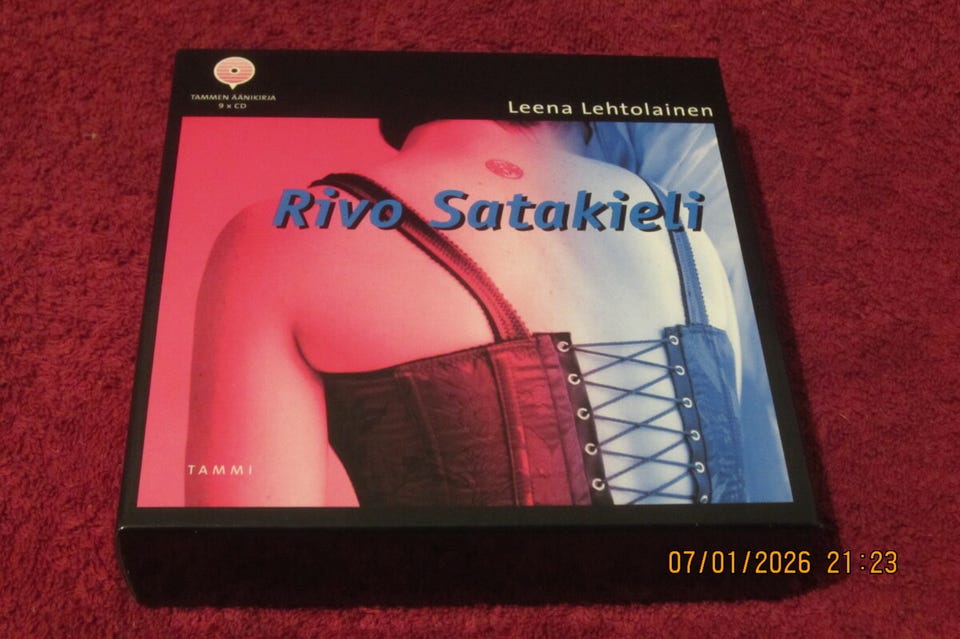 TAMMEN ÄÄNIKIRJA
9 x CD
Leena Lehtolainen
Rivo Satakieli
TAMMI
07/01/2026 21:23